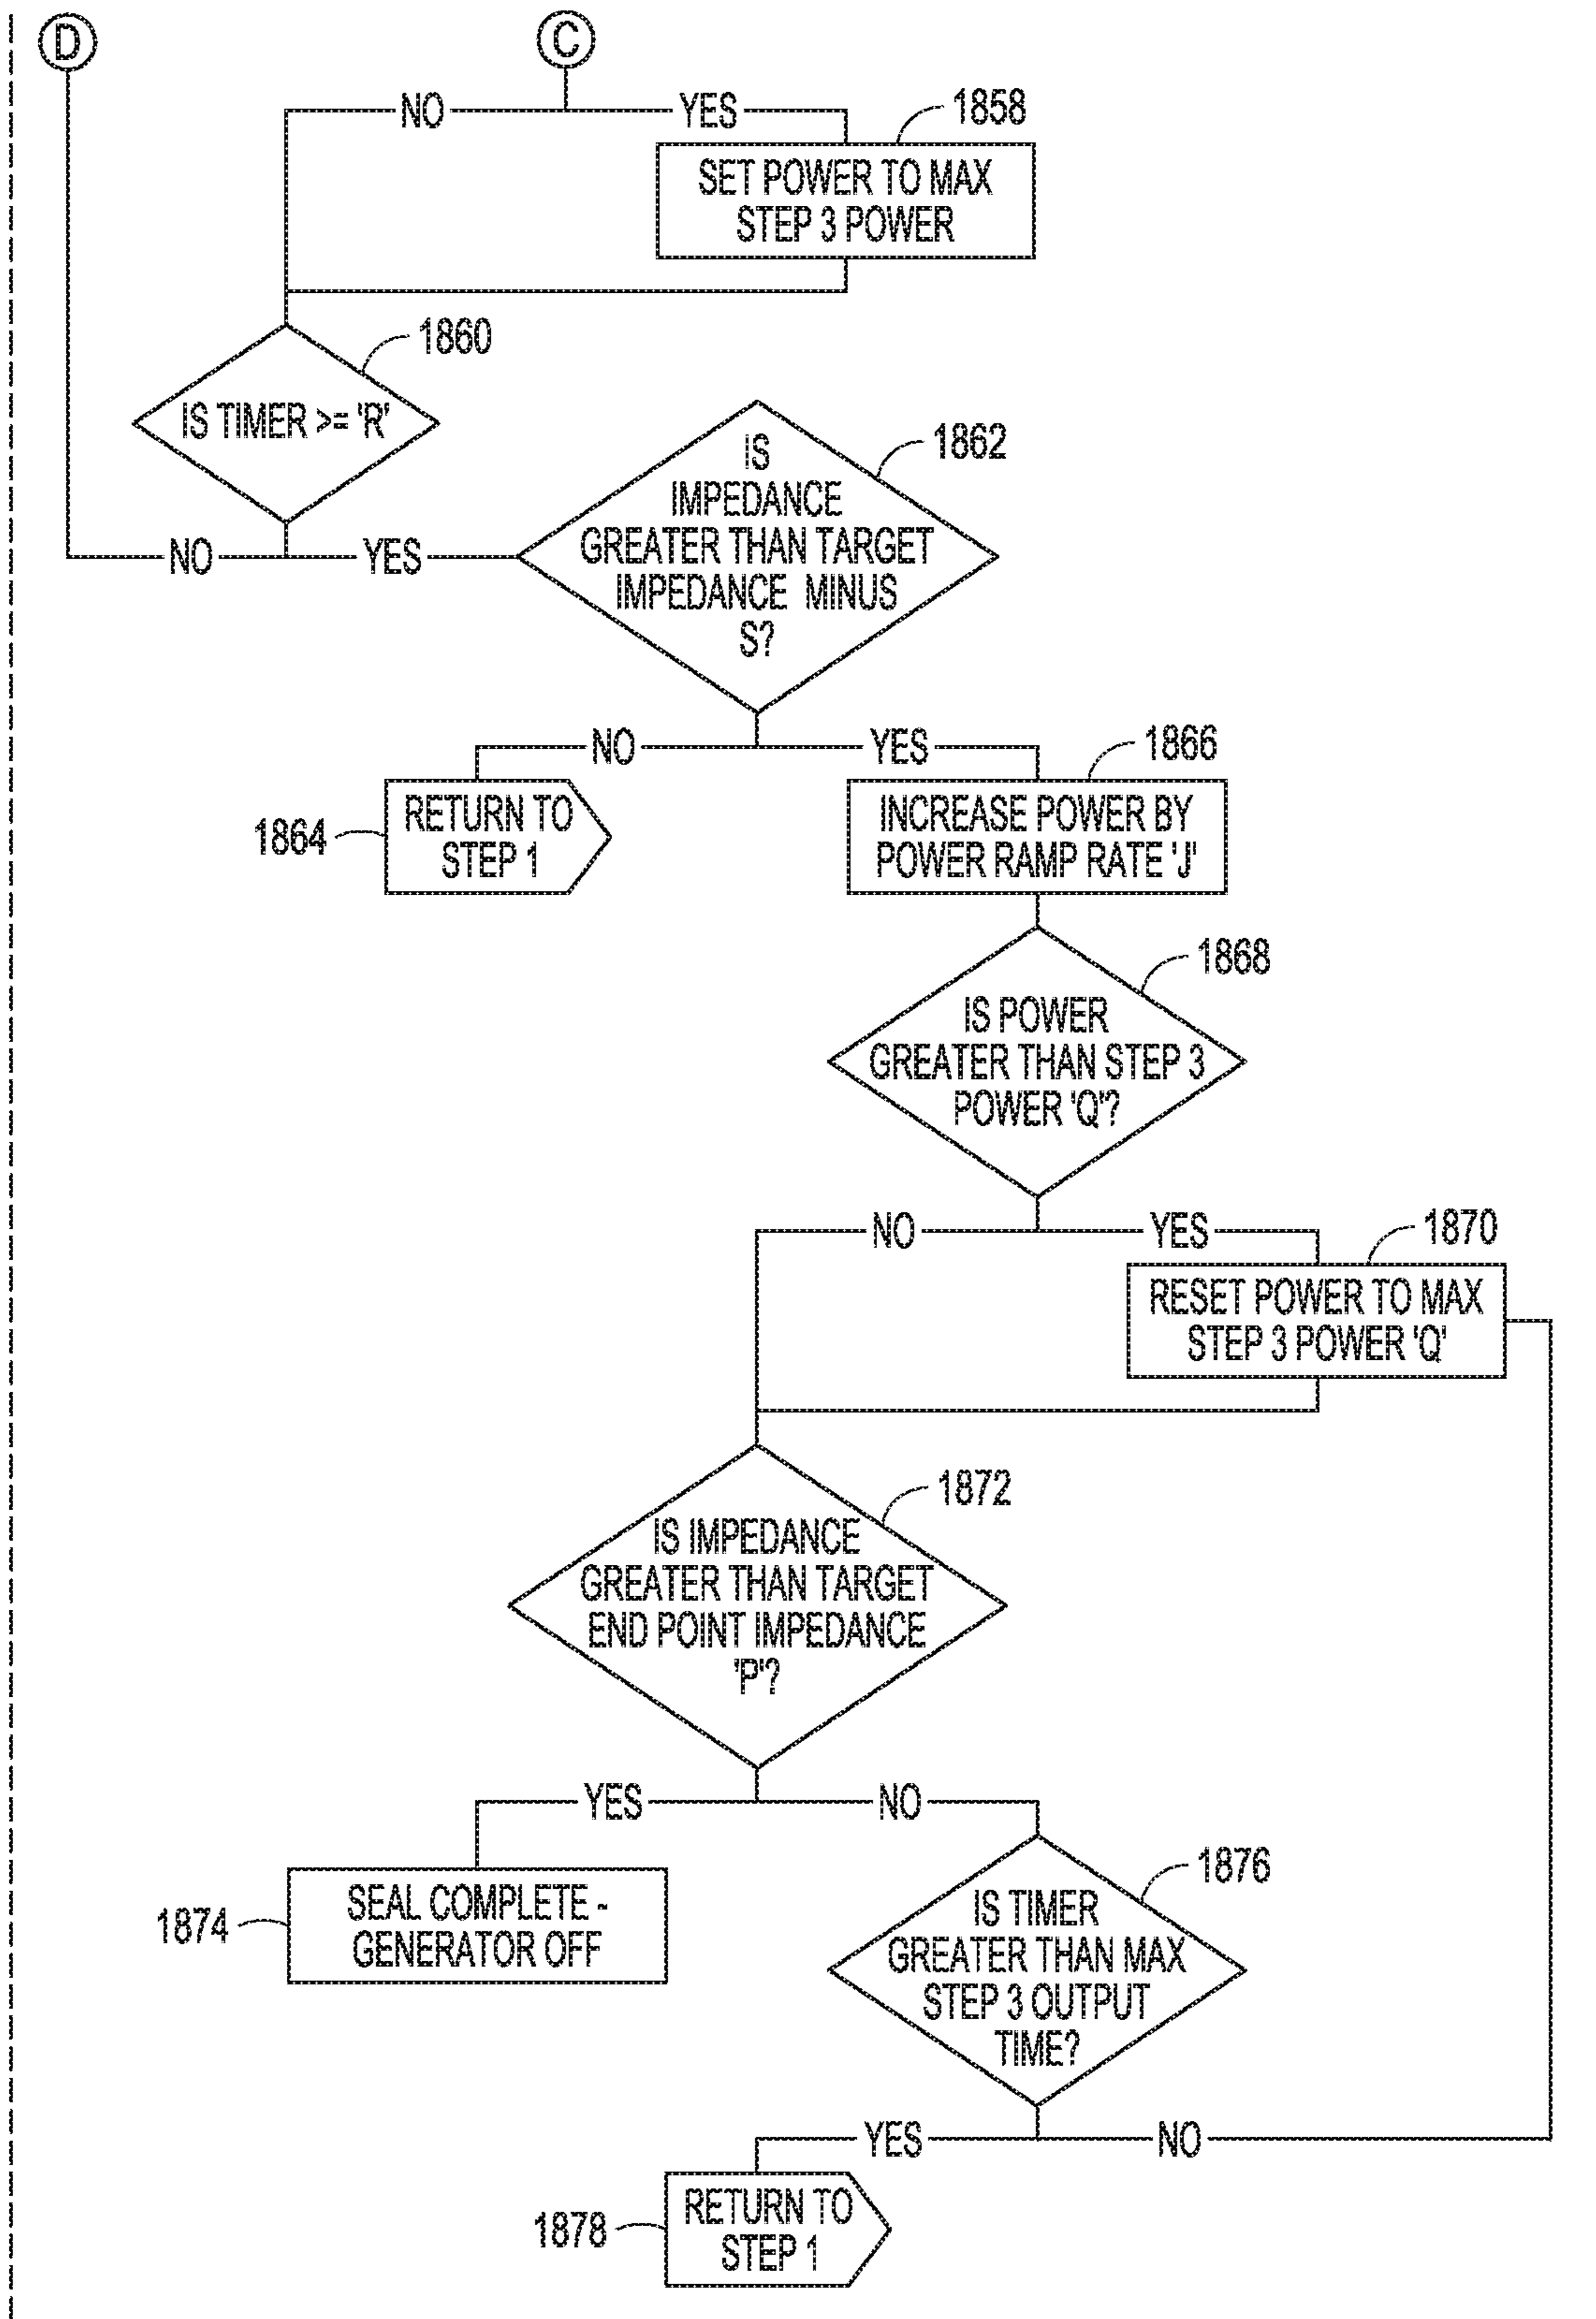 D
C
NO
YES
1858
SET POWER TO MAX
STEP 3 POWER
1860
IS TIMER >= 'R'
NO
YES
1862
IS
IMPEDANCE
GREATER THAN TARGET
IMPEDANCE MINUS
S?
NO
YES
1864
RETURN TO
STEP 1
1866
INCREASE POWER BY
POWER RAMP RATE 'J'
1868
IS POWER
GREATER THAN STEP 3
POWER 'Q'?
NO
YES
1870
RESET POWER TO MAX
STEP 3 POWER 'Q'
1872
IS IMPEDANCE
GREATER THAN TARGET
END POINT IMPEDANCE
'P'?
YES
NO
1874
SEAL COMPLETE -
GENERATOR OFF
1876
IS TIMER
GREATER THAN MAX
STEP 3 OUTPUT
TIME?
YES
NO
1878
RETURN TO
STEP 1